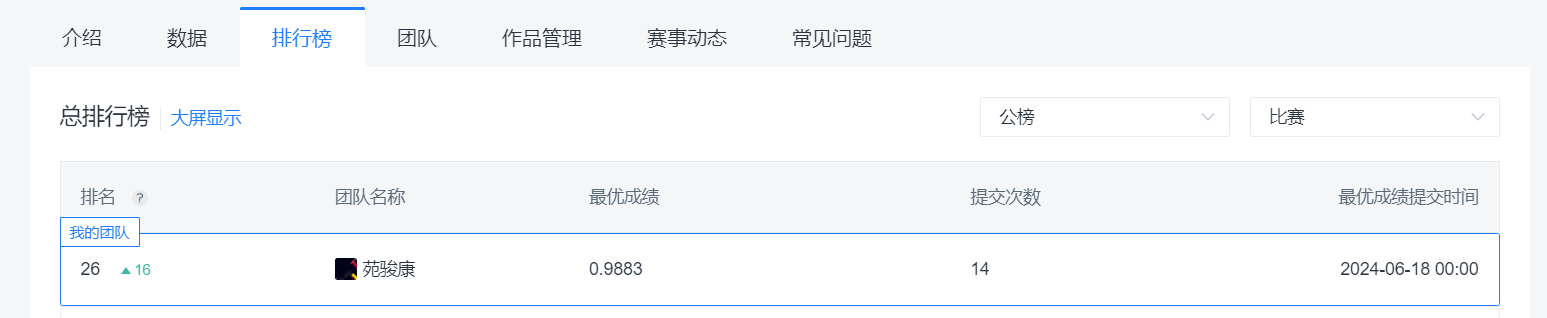 介绍 数据 排行榜 团队 作品管理 赛事动态 常见问题
总排行榜 大屏显示 公榜 比赛
排名 ? 团队名称 最优成绩 提交次数 最优成绩提交时间
我的团队
26 ▲16 苑骏康 0.9883 14 2024-06-18 00:00